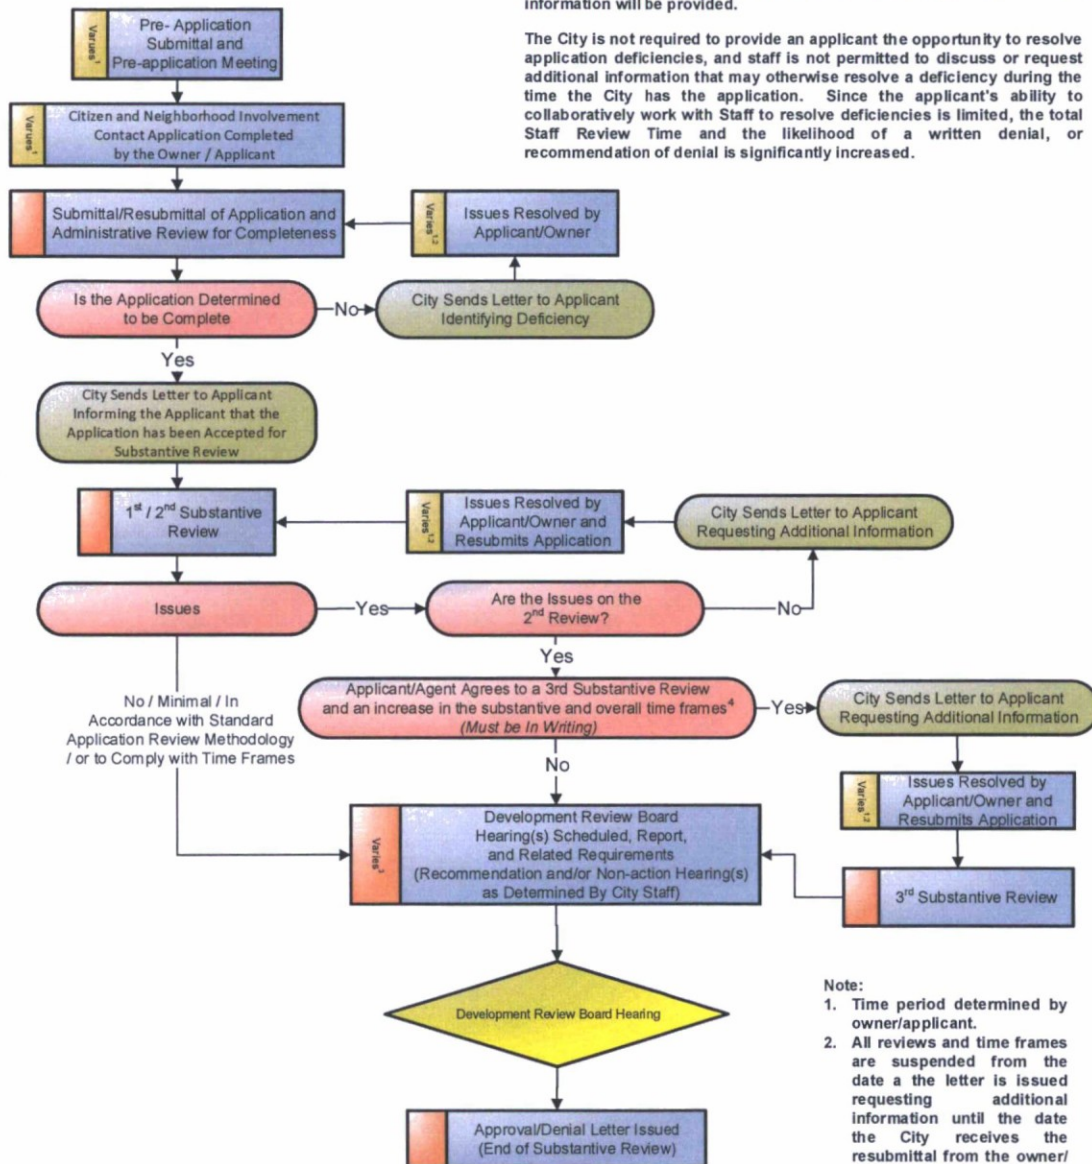 information will be provided.
The City is not required to provide an applicant the opportunity to resolve
application deficiencies, and staff is not permitted to discuss or request
additional information that may otherwise resolve a deficiency during the
time the City has the application. Since the applicant's ability to
collaboratively work with Staff to resolve deficiencies is limited, the total
Staff Review Time and the likelihood of a written denial, or
recommendation of denial is significantly increased.
Varues¹
Pre- Application
Submittal and
Pre-application Meeting
Varues¹
Citizen and Neighborhood Involvement
Contact Application Completed
by the Owner / Applicant
Submittal/Resubmittal of Application and
Administrative Review for Completeness
Varies¹,²
Issues Resolved by
Applicant/Owner
Is the Application Determined
to be Complete
No
City Sends Letter to Applicant
Identifying Deficiency
Yes
City Sends Letter to Applicant
Informing the Applicant that the
Application has been Accepted for
Substantive Review
1st / 2nd Substantive
Review
Varies¹,²
Issues Resolved by
Applicant/Owner and
Resubmits Application
City Sends Letter to Applicant
Requesting Additional Information
Issues
Yes
Are the Issues on the
2nd Review?
No
Yes
No / Minimal / In
Accordance with Standard
Application Review Methodology
/ or to Comply with Time Frames
Applicant/Agent Agrees to a 3rd Substantive Review
and an increase in the substantive and overall time frames⁴
(Must be In Writing)
Yes
City Sends Letter to Applicant
Requesting Additional Information
No
Varies¹,²
Issues Resolved by
Applicant/Owner and
Resubmits Application
Varies³
Development Review Board
Hearing(s) Scheduled, Report,
and Related Requirements
(Recommendation and/or Non-action Hearing(s)
as Determined By City Staff)
3rd Substantive Review
Development Review Board Hearing
Approval/Denial Letter Issued
(End of Substantive Review)
Note:
1. Time period determined by
owner/applicant.
2. All reviews and time frames
are suspended from the
date a the letter is issued
requesting additional
information until the date
the City receives the
resubmittal from the owner/